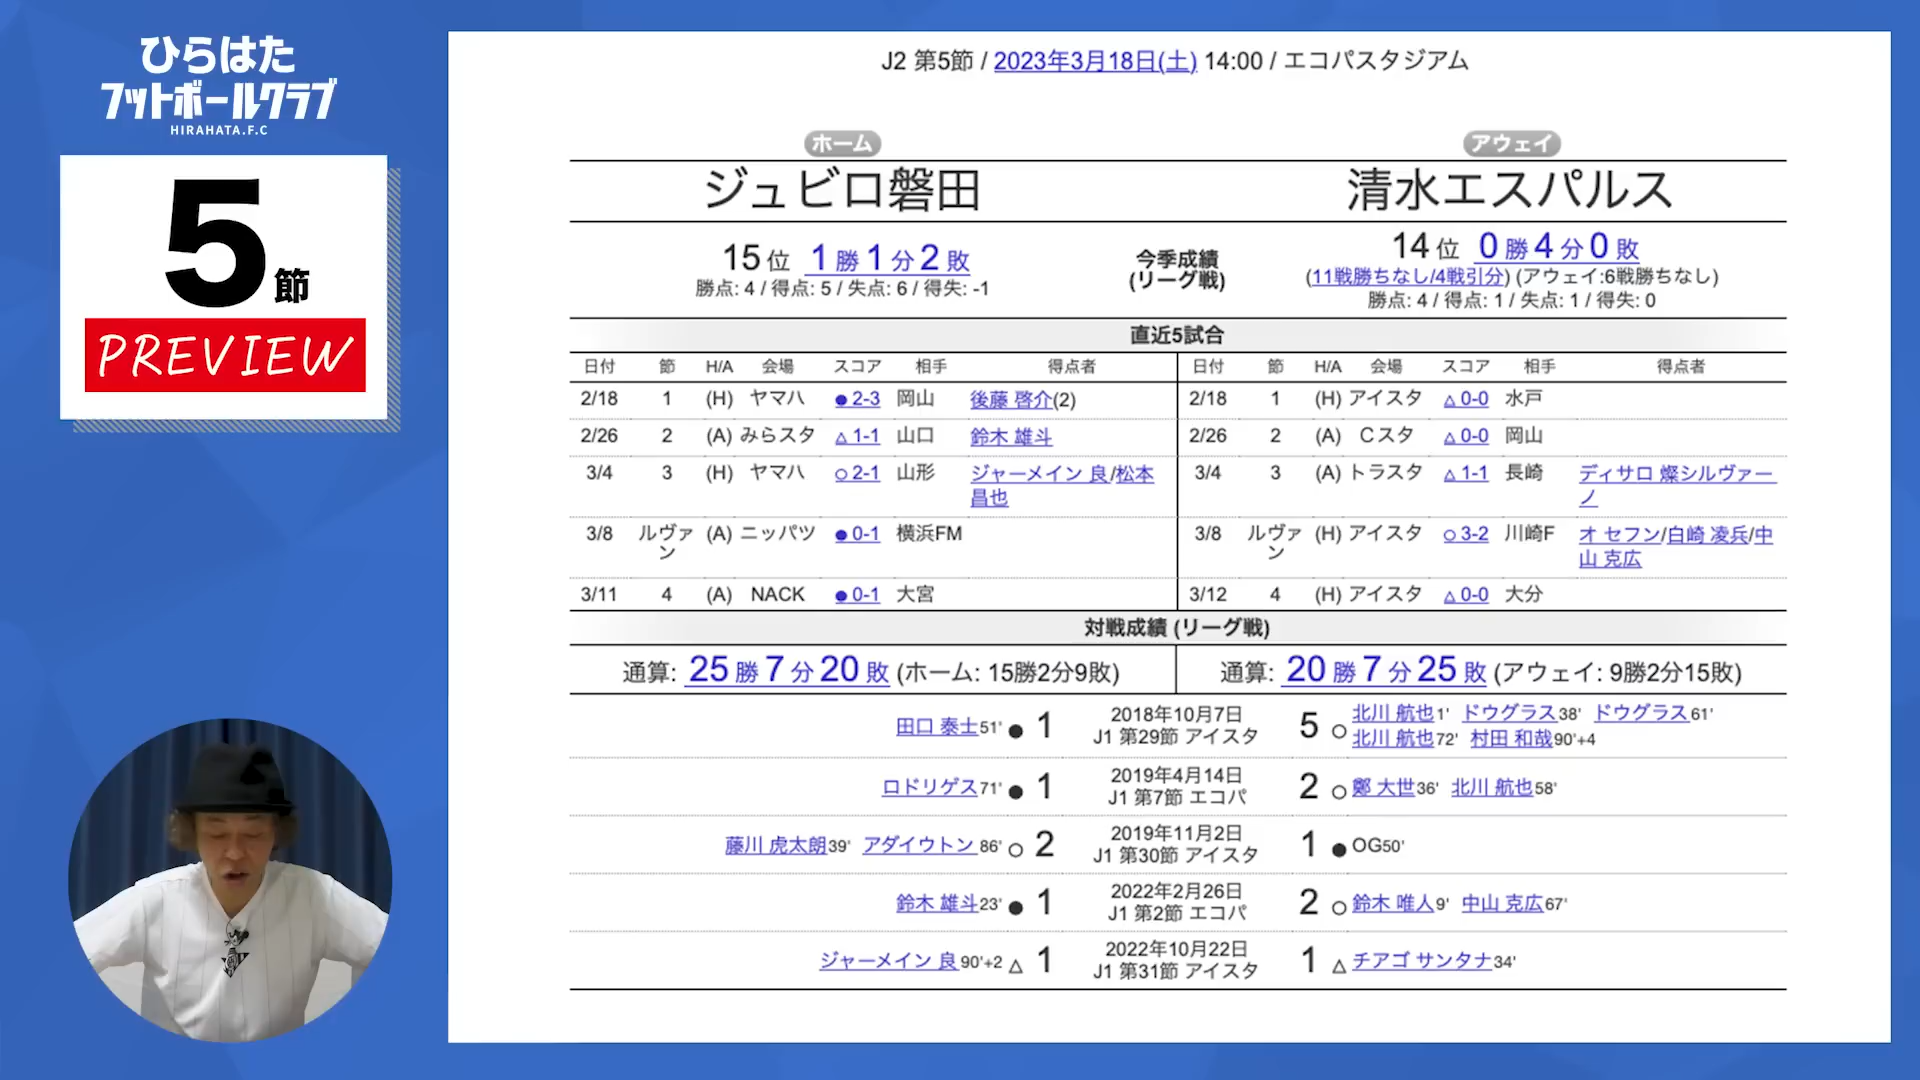 ひらはた
フットボールクラブ
HIRAHATA.F.C
5節
PREVIEW
J2 第5節 / 2023年3月18日(土) 14:00 / エコパスタジアム
ホーム アウェイ
ジュビロ磐田 清水エスパルス
15位 1勝1分2敗
勝点: 4 / 得点: 5 / 失点: 6 / 得失: -1
今季成績
(リーグ戦)
14位 0勝4分0敗
(11戦勝ちなし/4戦引分) (アウェイ:6戦勝ちなし)
勝点: 4 / 得点: 1 / 失点: 1 / 得失: 0
直近5試合
日付 節 H/A 会場 スコア 相手 得点者 日付 節 H/A 会場 スコア 相手 得点者
2/18 1 (H) ヤマハ ●2-3 岡山 後藤 啓介(2) 2/18 1 (H) アイスタ △0-0 水戸
2/26 2 (A) みらスタ △1-1 山口 鈴木 雄斗 2/26 2 (A) Cスタ △0-0 岡山
3/4 3 (H) ヤマハ ○2-1 山形 ジャーメイン 良/松本 3/4 3 (A) トラスタ △1-1 長崎 ディサロ 燦シルヴァー
昌也 ノ
3/8 ルヴァ (A) ニッパツ ●0-1 横浜FM 3/8 ルヴァ (H) アイスタ ○3-2 川崎F オ セフン/白崎 凌兵/中
ン ン 山 克広
3/11 4 (A) NACK ●0-1 大宮 3/12 4 (H) アイスタ △0-0 大分
対戦成績 (リーグ戦)
通算: 25勝7分20敗 (ホーム: 15勝2分9敗) 通算: 20勝7分25敗 (アウェイ: 9勝2分15敗)
田口 泰士51' ● 1 2018年10月7日 5 ○ 北川 航也1' ドウグラス38' ドウグラス61'
J1 第29節 アイスタ 北川 航也72' 村田 和哉90'+4
ロドリゲス71' ● 1 2019年4月14日 2 ○ 鄭 大世36' 北川 航也58'
J1 第7節 エコパ
藤川 虎太朗39' アダイウトン86' ○ 2 2019年11月2日 1 ● OG50'
J1 第30節 アイスタ
鈴木 雄斗23' ● 1 2022年2月26日 2 ○ 鈴木 唯人9' 中山 克広67'
J1 第2節 エコパ
ジャーメイン 良90'+2 △ 1 2022年10月22日 1 △ チアゴ サンタナ34'
J1 第31節 アイスタ